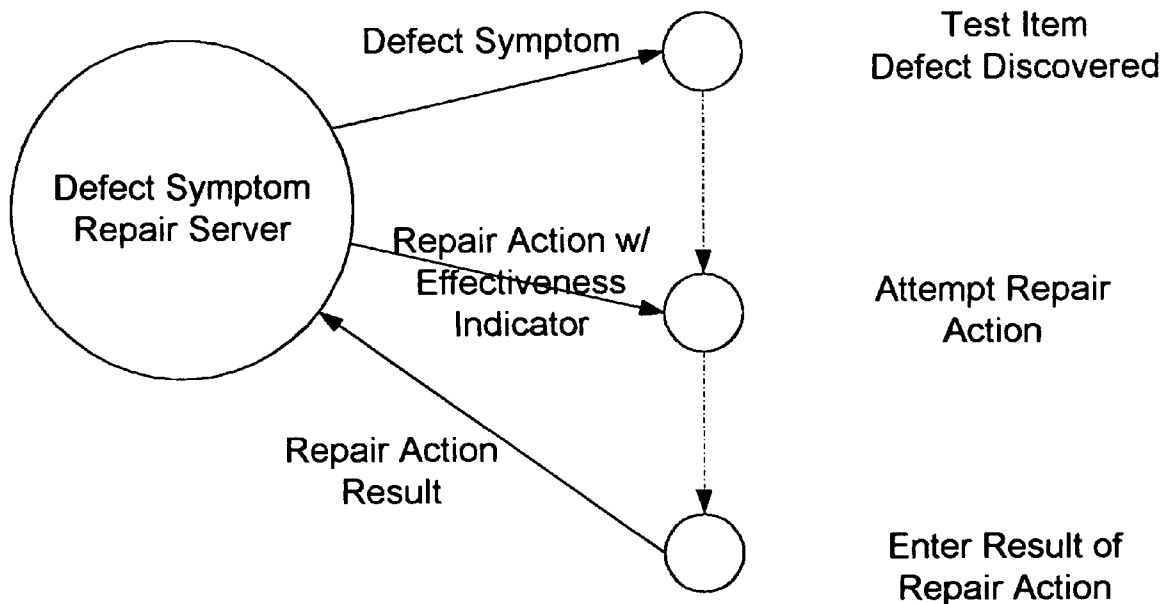 Defect Symptom
Test Item
Defect Discovered
Defect Symptom
Repair Server
Repair Action w/
Effectiveness
Indicator
Attempt Repair
Action
Repair Action
Result
Enter Result of
Repair Action